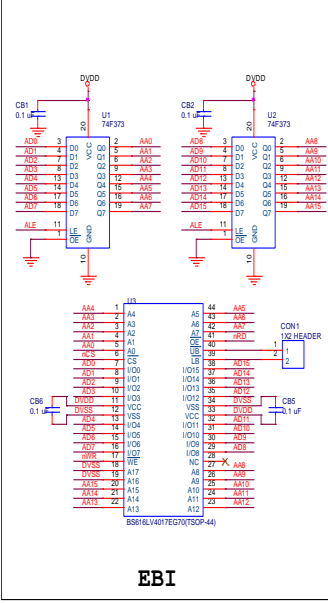 DVDD DVDD
CB1 CB2
0.1 uF 0.1 uF
U1 U2
74F373 74F373
20 20
AD0 3 D0 VCC Q0 2 AA0 AD8 3 D0 VCC Q0 2 AA8
AD1 4 D1 Q1 5 AA1 AD9 4 D1 Q1 5 AA9
AD2 7 D2 Q2 6 AA2 AD10 7 D2 Q2 6 AA10
AD3 8 D3 Q3 9 AA3 AD11 8 D3 Q3 9 AA11
AD4 13 D4 Q4 12 AA4 AD12 13 D4 Q4 12 AA12
AD5 14 D5 Q5 15 AA5 AD13 14 D5 Q5 15 AA13
AD6 17 D6 Q6 16 AA6 AD14 17 D6 Q6 16 AA14
AD7 18 D7 Q7 19 AA7 AD15 18 D7 Q7 19 AA15
ALE 11 LE GND ALE 11 LE GND
1 OE 1 OE
10 10
U3
AA4 1 A4 A5 44 AA5
AA3 2 A3 A6 43 AA6
AA2 3 A2 A7 42 AA7
AA1 4 A1 OE 41 nRD
AA0 5 A0 UB 40
nCS 6 CS LB 39
AD0 7 I/O0 I/O15 38 AD15
AD1 8 I/O1 I/O14 37 AD14
AD2 9 I/O2 I/O13 36 AD13
AD3 10 I/O3 I/O12 35 AD12
DVDD 11 VCC VSS 34 DVSS
DVSS 12 VSS VCC 33 DVDD
AD4 13 I/O4 I/O11 32 AD11
AD5 14 I/O5 I/O10 31 AD10
AD6 15 I/O6 I/O9 30 AD9
AD7 16 I/O7 I/O8 29 AD8
nWR 17 WE NC 28
DVSS 18 A17 A8 27 AA8
DVSS 19 A16 A9 26 AA9
AA15 20 A15 A10 25 AA10
AA14 21 A14 A11 24 AA11
AA13 22 A13 A12 23 AA12
BS616LV4017EG70(TSOP-44)
CON1
1X2 HEADER
1 1
2 2
CB6
0.1 uF
CB5
0.1 uF
EBI